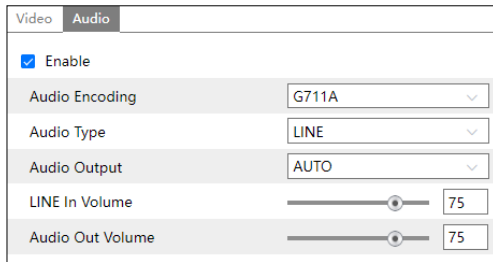 Video Audio
Enable
Audio Encoding G711A
Audio Type LINE
Audio Output AUTO
LINE In Volume 75
Audio Out Volume 75